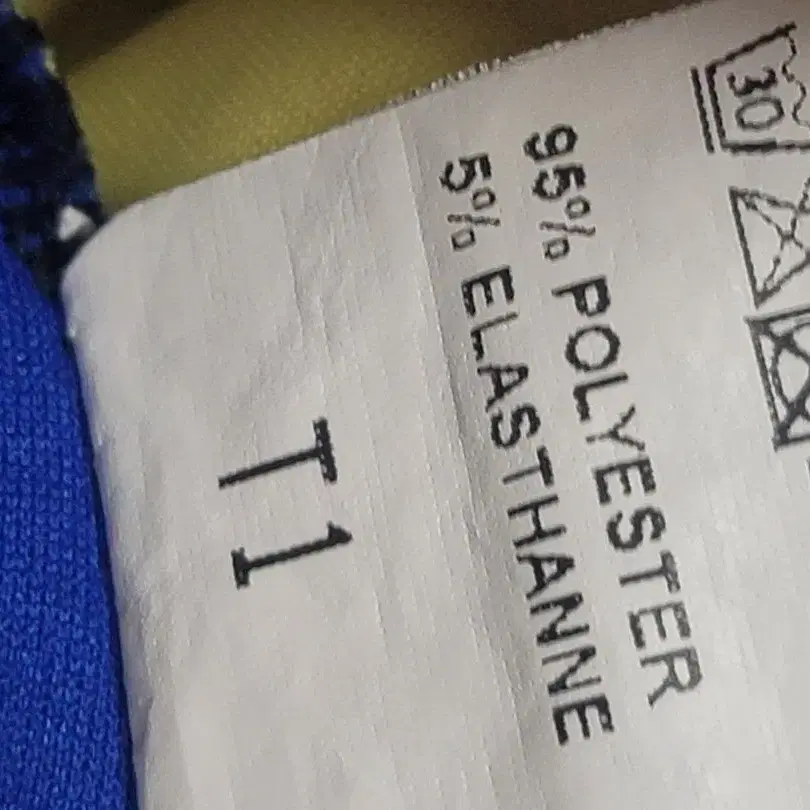 30
95% POLYESTER
5% ELASTHANNE
T1